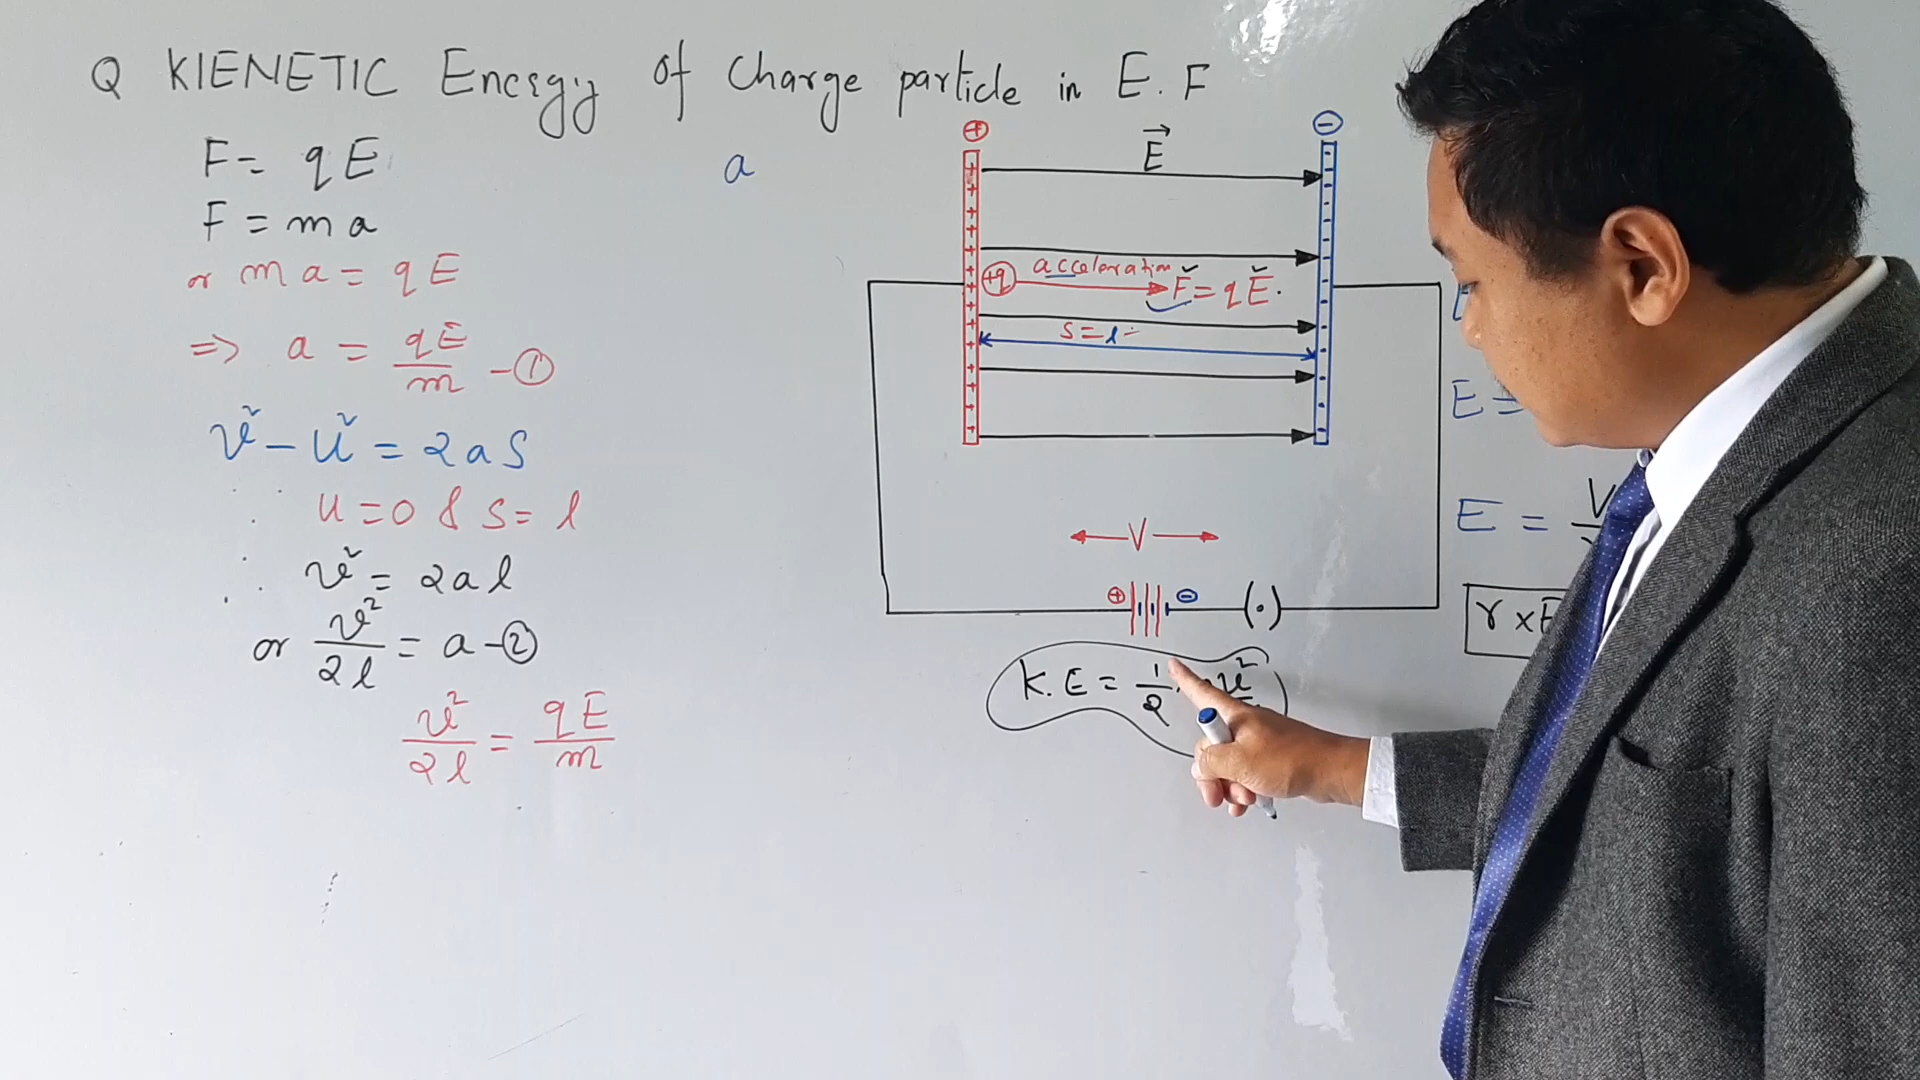 Q KIENETIC Energy of Charge particle in E.F
F = qE
F = ma
or ma = qE
⇒ a = qE/m - ①
v² - u² = 2aS
∵ u = 0 & S = l
∴ v² = 2al
or v²/2l = a - ②
v²/2l = qE/m
a
+ −
E⃗
+q acceleration
F⃗ = qE⃗.
S = l
V
+ −
(·)
K.E = 1/2
E =
E = V
r x E